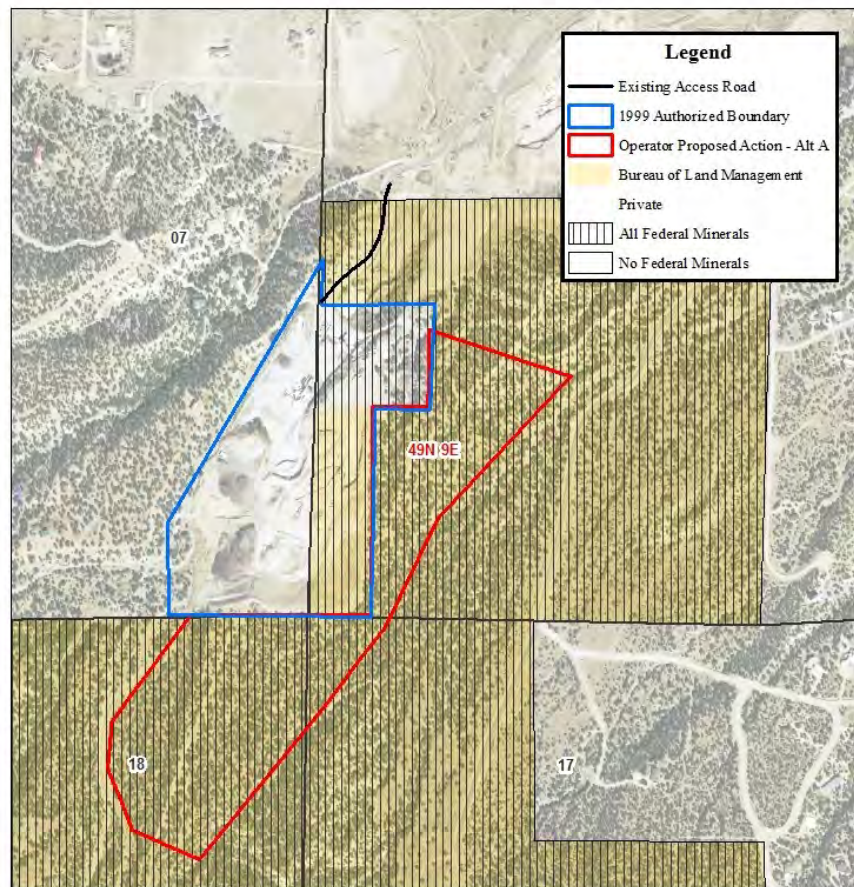 Legend
Existing Access Road
1999 Authorized Boundary
Operator Proposed Action - Alt A
Bureau of Land Management
Private
All Federal Minerals
No Federal Minerals
07
49N 9E
18
17